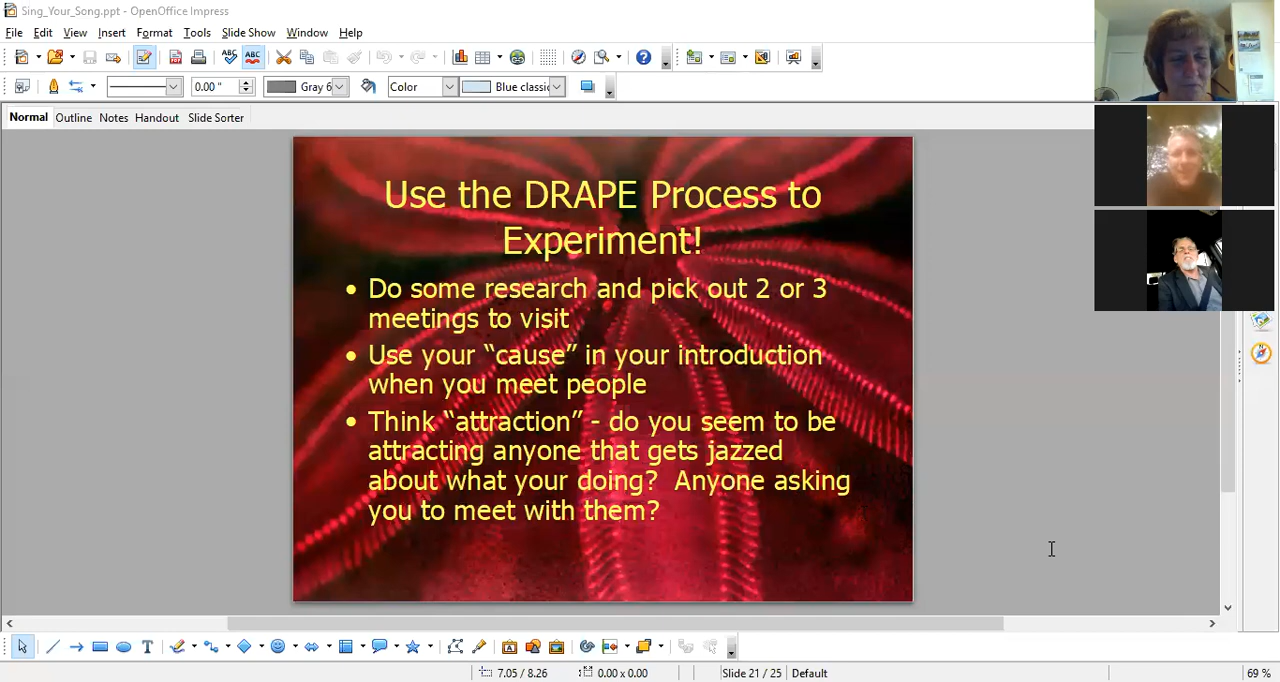 Sing_Your_Song.ppt - OpenOffice Impress
File Edit View Insert Format Tools Slide Show Window Help
0.00 " Gray 6 Color Blue classic
Normal Outline Notes Handout Slide Sorter
Use the DRAPE Process to
Experiment!
• Do some research and pick out 2 or 3
meetings to visit
• Use your “cause” in your introduction
when you meet people
• Think “attraction” - do you seem to be
attracting anyone that gets jazzed
about what your doing?  Anyone asking
you to meet with them?
7.05 / 8.26 0.00 x 0.00 Slide 21 / 25 Default 69 %